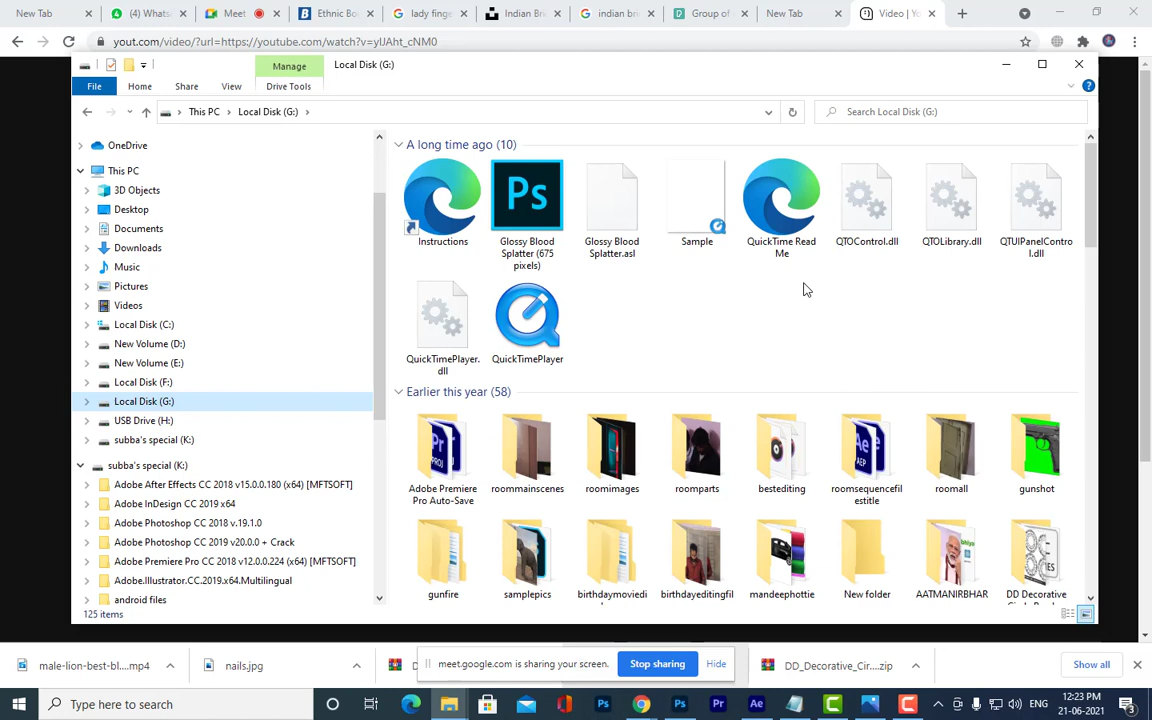 New Tab
(4) Whats
Meet
Ethnic Bo
lady finge
Indian Bri
indian bri
Group of
New Tab
Video | Yo
yout.com/video/?url=https://youtube.com/watch?v=yIJAht_cNM0
Manage
Local Disk (G:)
File
Home
Share
View
Drive Tools
This PC
Local Disk (G:)
Search Local Disk (G:)
OneDrive
This PC
3D Objects
Desktop
Documents
Downloads
Music
Pictures
Videos
Local Disk (C:)
New Volume (D:)
New Volume (E:)
Local Disk (F:)
Local Disk (G:)
USB Drive (H:)
subba's special (K:)
subba's special (K:)
Adobe After Effects CC 2018 v15.0.0.180 (x64) [MFTSOFT]
Adobe InDesign CC 2019 x64
Adobe Photoshop CC 2018 v.19.1.0
Adobe Photoshop CC 2019 v20.0.0 + Crack
Adobe Premiere Pro CC 2018 v12.0.0.224 (x64) [MFTSOFT]
Adobe.Illustrator.CC.2019.x64.Multilingual
android files
125 items
A long time ago (10)
Instructions
Glossy Blood
Splatter (675
pixels)
Glossy Blood
Splatter.asl
Sample
QuickTime Read
Me
QTOControl.dll
QTOLibrary.dll
QTUIPanelContro
l.dll
QuickTimePlayer.
dll
QuickTimePlayer
Earlier this year (58)
Adobe Premiere
Pro Auto-Save
roommainscenes
roomimages
roomparts
bestediting
roomsequencefil
estitle
roomall
gunshot
gunfire
samplepics
birthdaymoviedi
birthdayeditingfil
mandeephottie
New folder
AATMANIRBHAR
DD Decorative
male-lion-best-bl....mp4
nails.jpg
meet.google.com is sharing your screen.
Stop sharing
Hide
DD_Decorative_Cir....zip
Show all
Type here to search
ENG
12:23 PM
21-06-2021
3